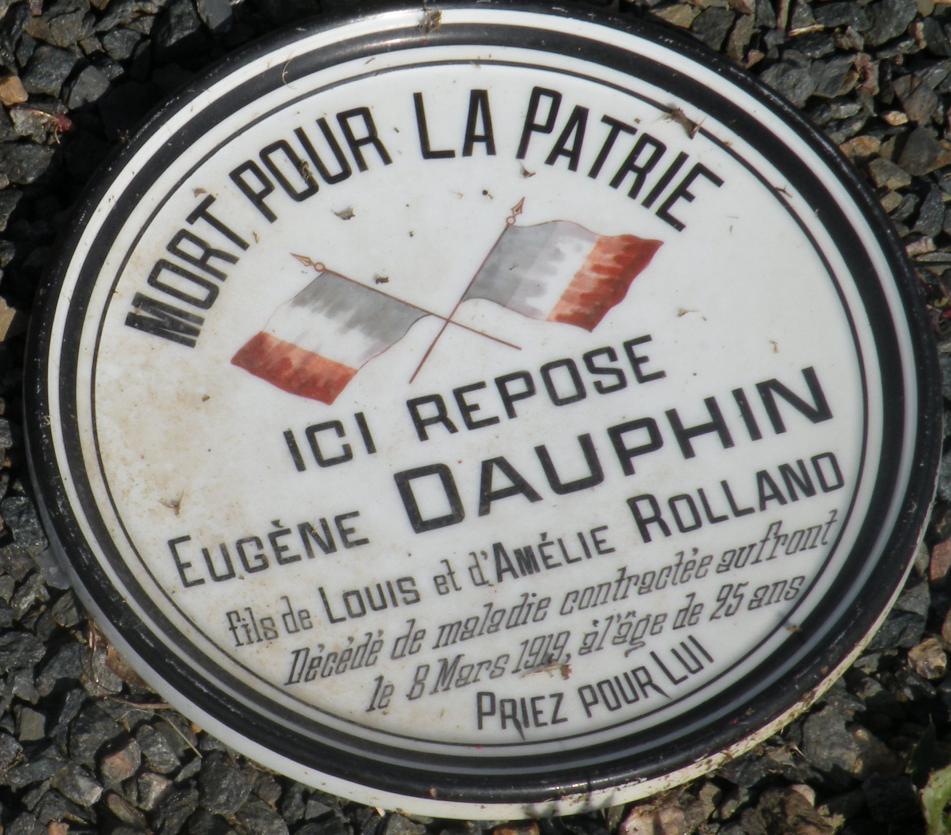 MORT POUR LA PATRIE
ICI REPOSE
EUGÈNE DAUPHIN
fils de LOUIS et d'AMÉLIE ROLLAND
Décédé de maladie contractée au front
le 8 Mars 1919, à l'âge de 25 ans
PRIEZ POUR LUI